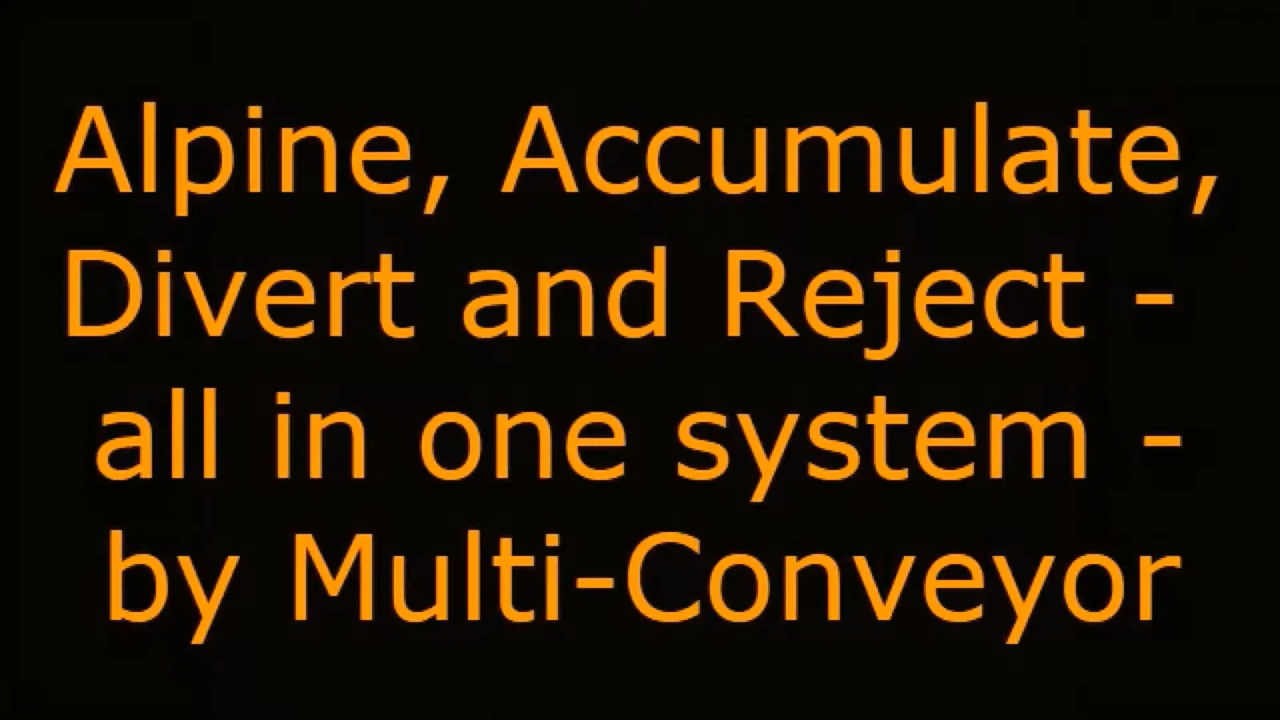 Alpine, Accumulate,
Divert and Reject -
all in one system -
by Multi-Conveyor